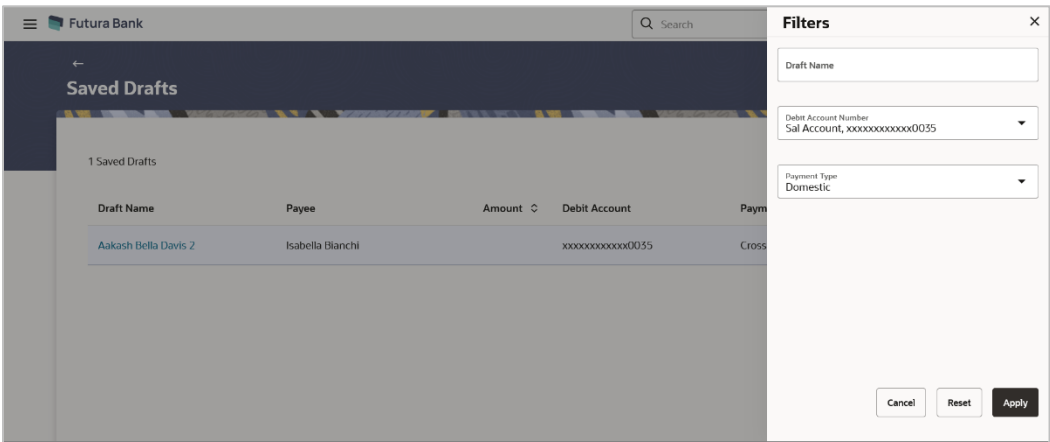 Futura Bank
Search
Saved Drafts
1 Saved Drafts
Draft Name Payee Amount Debit Account Paym
Aakash Bella Davis 2 Isabella Bianchi xxxxxxxxxxxx0035 Cross
Filters
Draft Name
Debit Account Number
Sal Account, xxxxxxxxxxxx0035
Payment Type
Domestic
Cancel Reset Apply